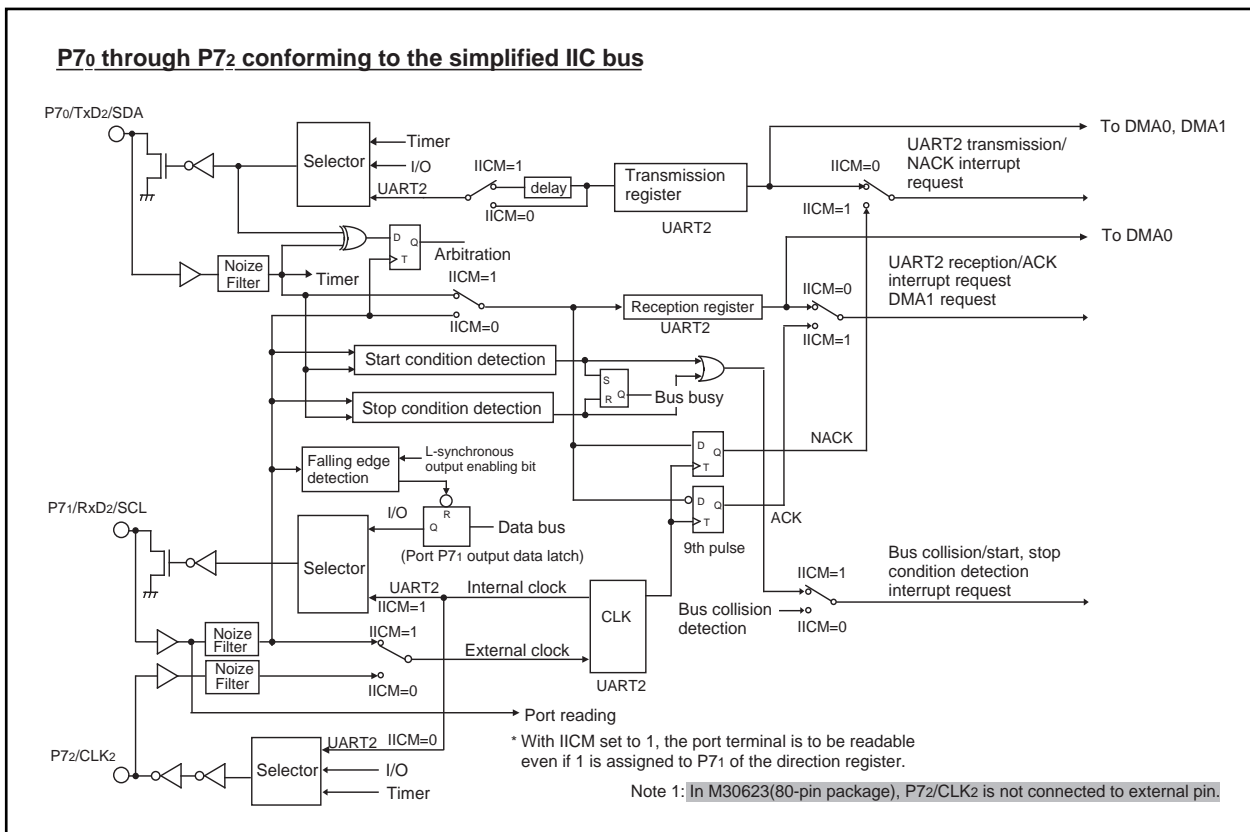 P70 through P72 conforming to the simplified IIC bus
P70/TxD2/SDA
Selector
Timer
I/O
UART2
IICM=1
delay
IICM=0
Transmission
register
UART2
IICM=0
IICM=1
To DMA0, DMA1
UART2 transmission/
NACK interrupt
request
D
Q
T
Arbitration
Noize
Filter
Timer
IICM=1
IICM=0
Reception register
UART2
To DMA0
UART2 reception/ACK
interrupt request
DMA1 request
IICM=0
IICM=1
Start condition detection
S
R
Q
Bus busy
Stop condition detection
NACK
D
Q
T
Falling edge
detection
L-synchronous
output enabling bit
D
Q
T
ACK
9th pulse
P71/RxD2/SCL
I/O
R
Q
Data bus
(Port P71 output data latch)
Selector
UART2
IICM=1
Internal clock
CLK
UART2
Bus collision/start, stop
condition detection
interrupt request
IICM=1
IICM=0
Bus collision
detection
Noize
Filter
IICM=1
External clock
Noize
Filter
IICM=0
Port reading
* With IICM set to 1, the port terminal is to be readable
even if 1 is assigned to P71 of the direction register.
P72/CLK2
Selector
UART2
IICM=0
I/O
Timer
Note 1: In M30623(80-pin package), P72/CLK2 is not connected to external pin.